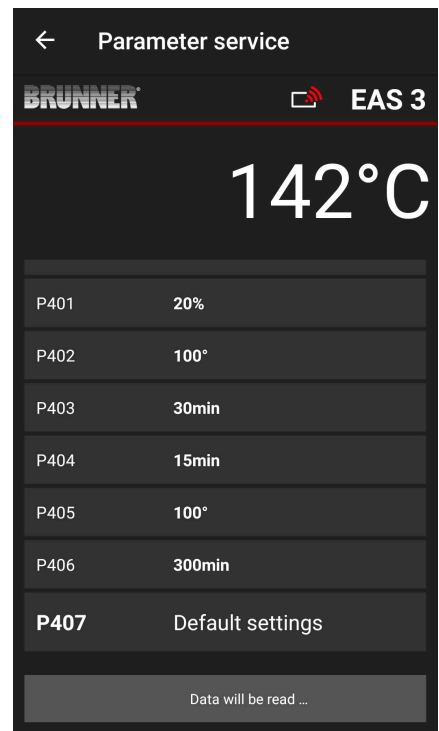 Parameter service
BRUNNER® EAS 3
142°C
P401 20%
P402 100°
P403 30min
P404 15min
P405 100°
P406 300min
P407 Default settings
Data will be read ...